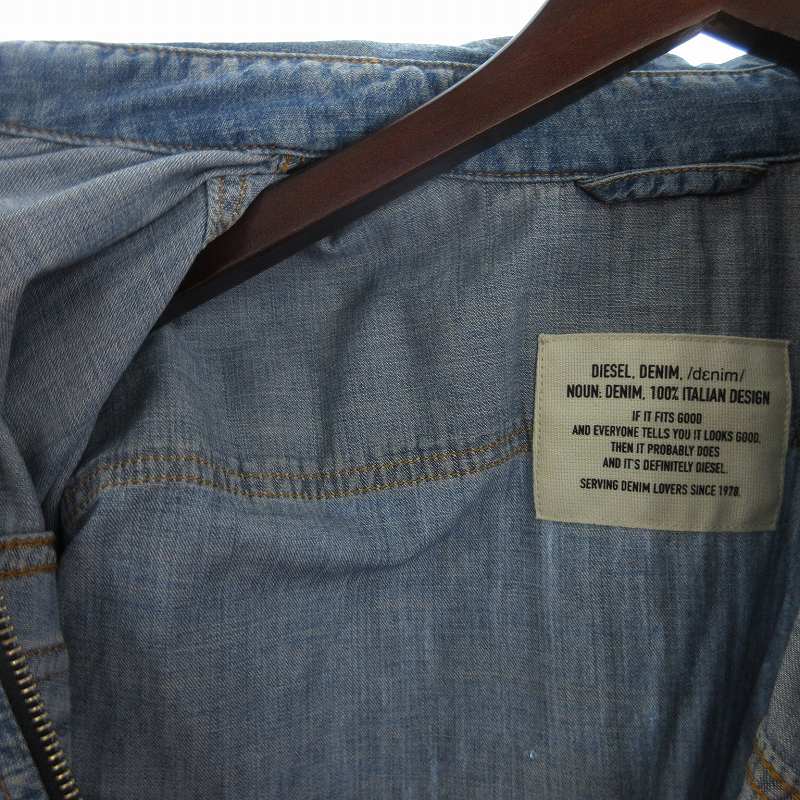 DIESEL, DENIM, /dɛnim/
NOUN: DENIM, 100% ITALIAN DESIGN
IF IT FITS GOOD
AND EVERYONE TELLS YOU IT LOOKS GOOD,
THEN IT PROBABLY DOES
AND IT'S DEFINITELY DIESEL.
SERVING DENIM LOVERS SINCE 1978.